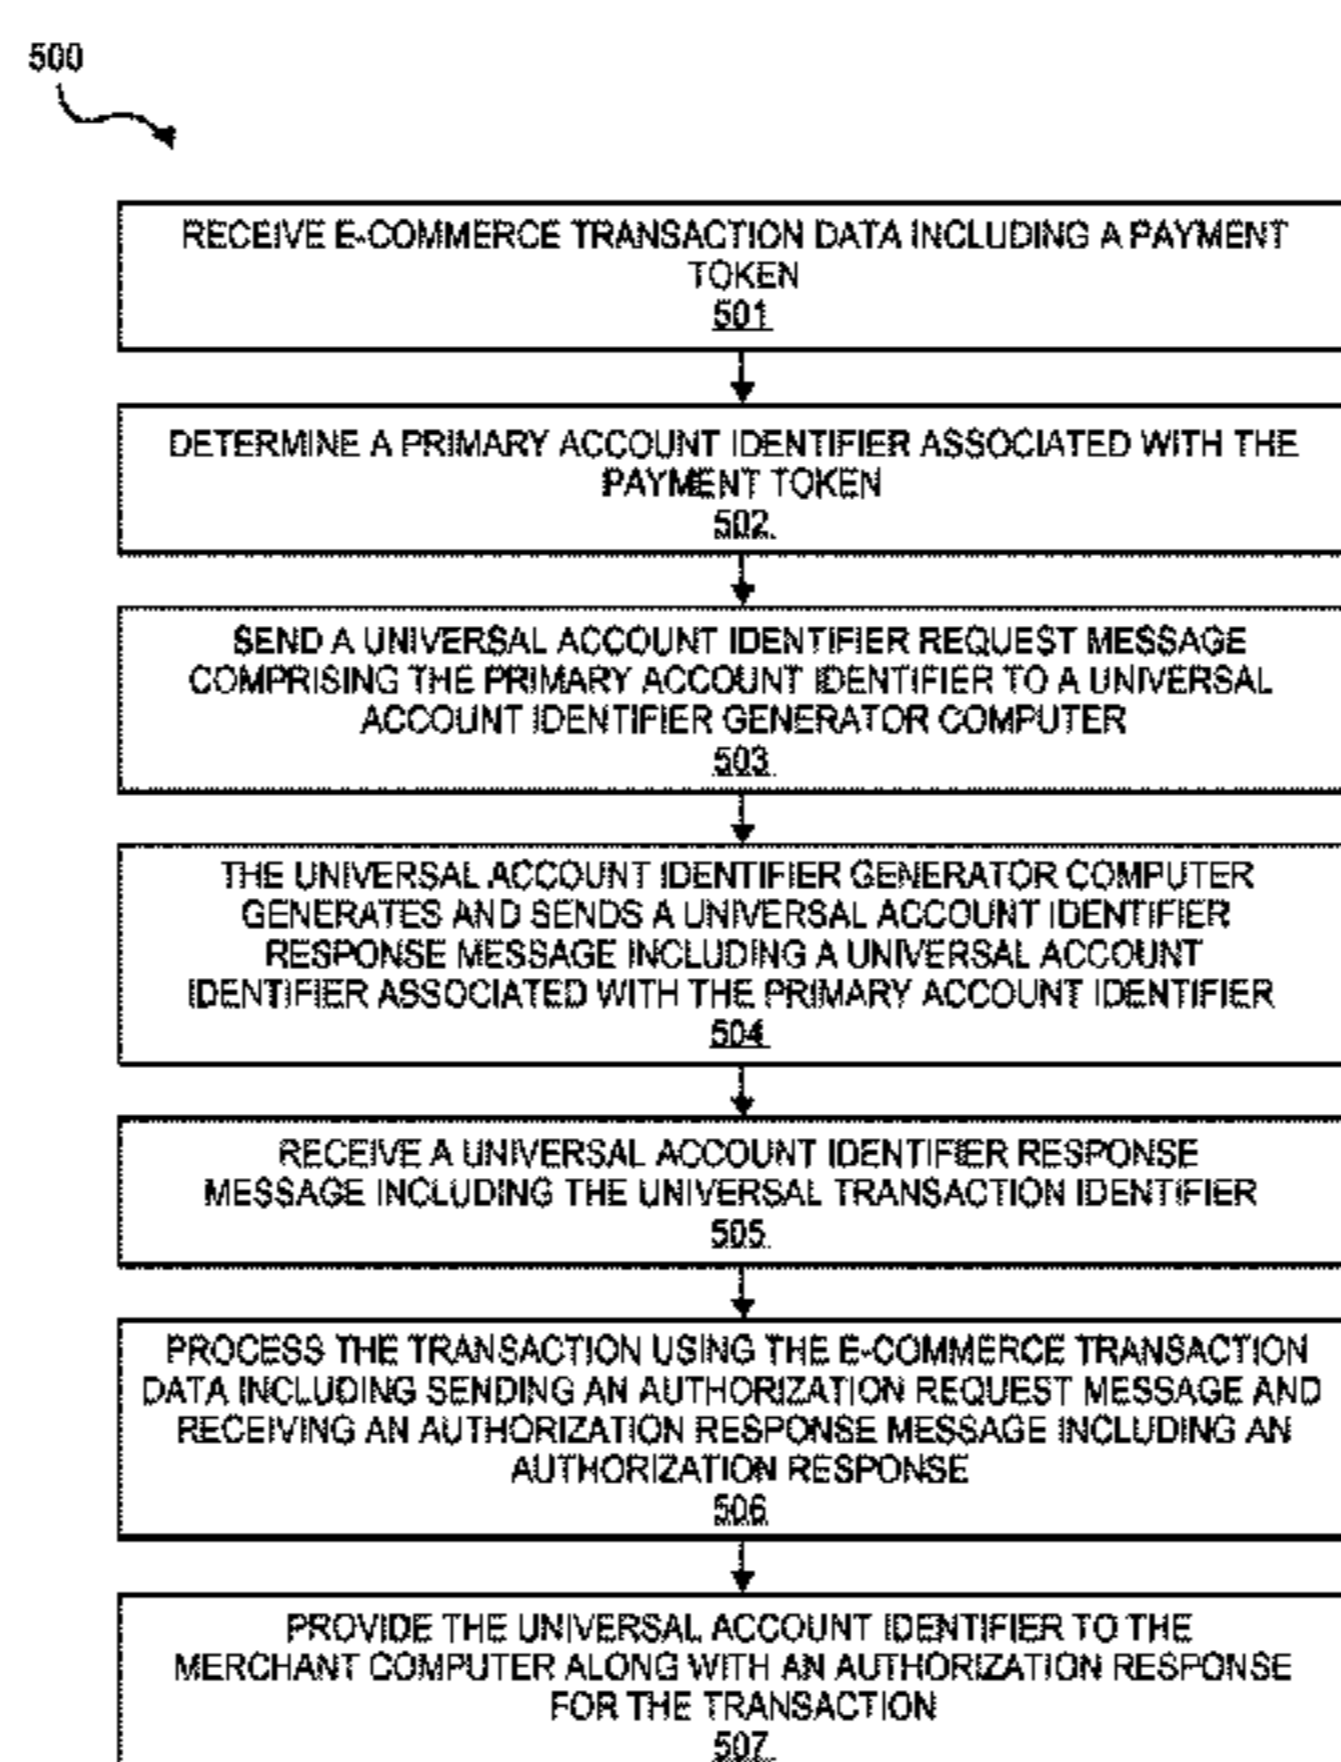 500
RECEIVE E-COMMERCE TRANSACTION DATA INCLUDING A PAYMENT
TOKEN
501
DETERMINE A PRIMARY ACCOUNT IDENTIFIER ASSOCIATED WITH THE
PAYMENT TOKEN
502
SEND A UNIVERSAL ACCOUNT IDENTIFIER REQUEST MESSAGE
COMPRISING THE PRIMARY ACCOUNT IDENTIFIER TO A UNIVERSAL
ACCOUNT IDENTIFIER GENERATOR COMPUTER
503
THE UNIVERSAL ACCOUNT IDENTIFIER GENERATOR COMPUTER
GENERATES AND SENDS A UNIVERSAL ACCOUNT IDENTIFIER
RESPONSE MESSAGE INCLUDING A UNIVERSAL ACCOUNT
IDENTIFIER ASSOCIATED WITH THE PRIMARY ACCOUNT IDENTIFIER
504
RECEIVE A UNIVERSAL ACCOUNT IDENTIFIER RESPONSE
MESSAGE INCLUDING THE UNIVERSAL TRANSACTION IDENTIFIER
505
PROCESS THE TRANSACTION USING THE E-COMMERCE TRANSACTION
DATA INCLUDING SENDING AN AUTHORIZATION REQUEST MESSAGE AND
RECEIVING AN AUTHORIZATION RESPONSE MESSAGE INCLUDING AN
AUTHORIZATION RESPONSE
506
PROVIDE THE UNIVERSAL ACCOUNT IDENTIFIER TO THE
MERCHANT COMPUTER ALONG WITH AN AUTHORIZATION RESPONSE
FOR THE TRANSACTION
507